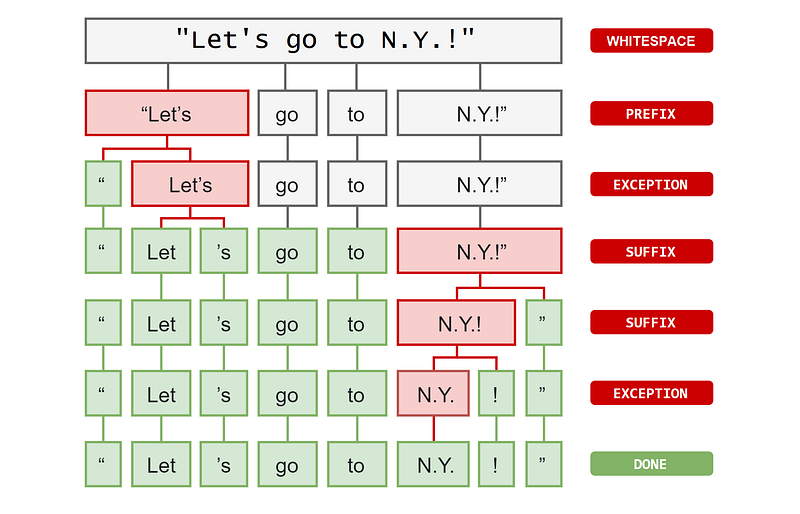 "Let's go to N.Y.!" WHITESPACE
“Let’s go to N.Y.!” PREFIX
“ Let’s go to N.Y.!” EXCEPTION
“ Let ’s go to N.Y.!” SUFFIX
“ Let ’s go to N.Y.! ” SUFFIX
“ Let ’s go to N.Y. ! ” EXCEPTION
“ Let ’s go to N.Y. ! ” DONE